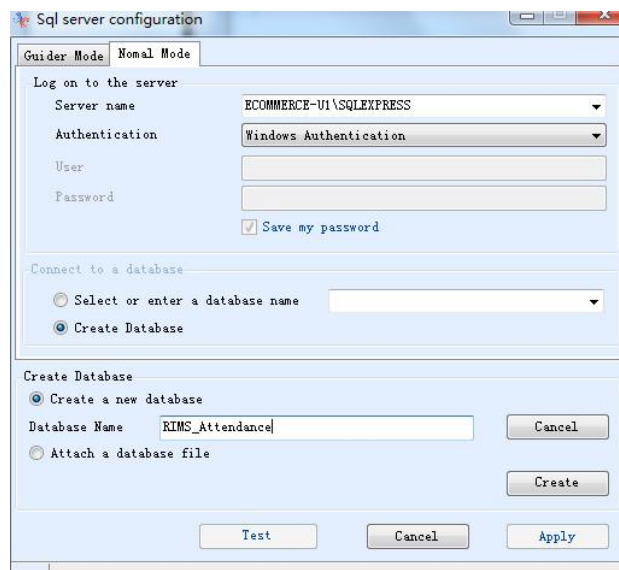 Sql server configuration
Guider Mode Nomal Mode
Log on to the server
Server name ECOMMERCE-U1\SQLEXPRESS
Authentication Windows Authentication
User
Password
Save my password
Connect to a database
Select or enter a database name
Create Database
Create Database
Create a new database
Database Name RIMS_Attendance Cancel
Attach a database file
Create
Test Cancel Apply